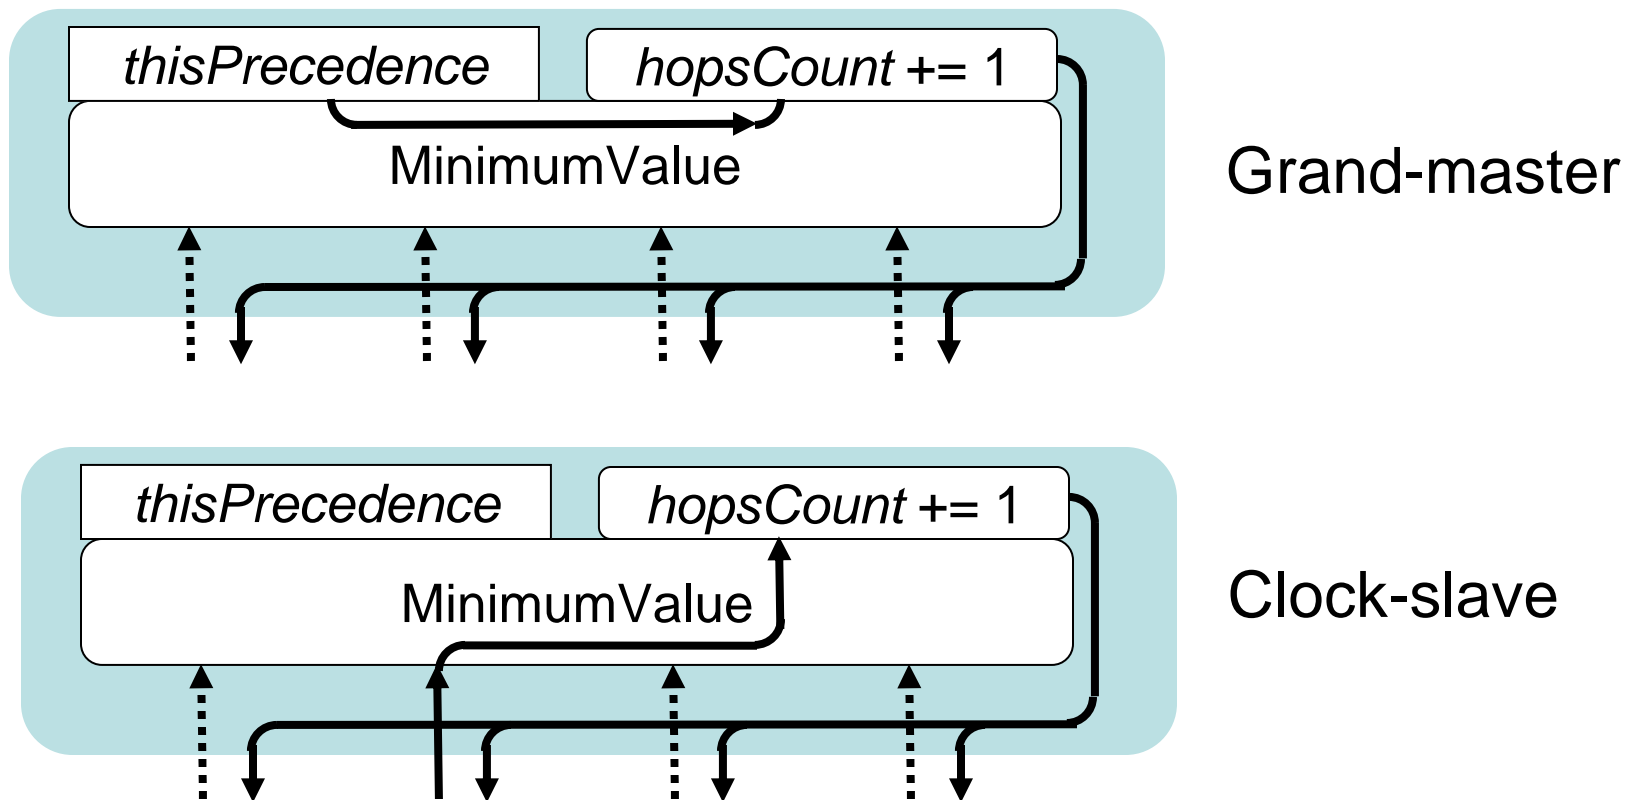 thisPrecedence
hopsCount += 1
MinimumValue
Grand-master
thisPrecedence
hopsCount += 1
MinimumValue
Clock-slave